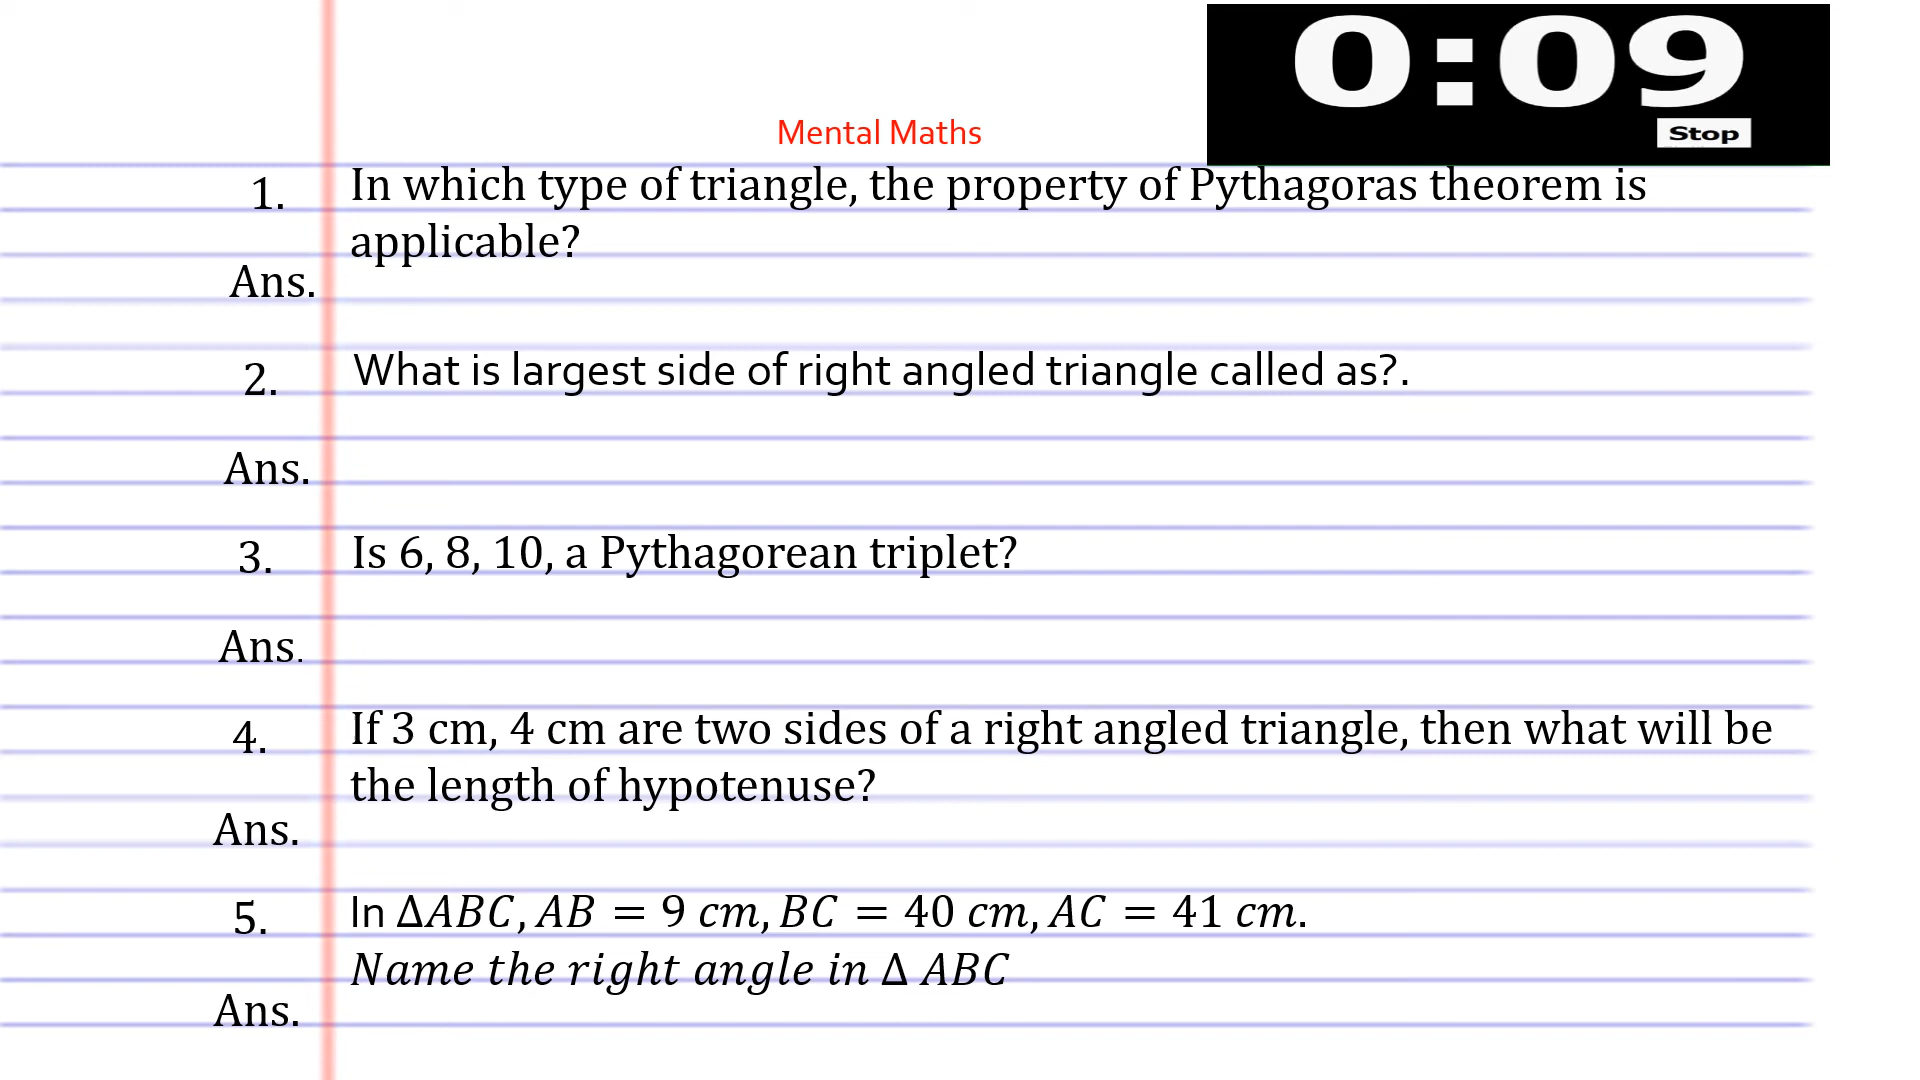 0:09
Stop
Mental Maths
1. In which type of triangle, the property of Pythagoras theorem is
applicable?
Ans.
2. What is largest side of right angled triangle called as?.
Ans.
3. Is 6, 8, 10, a Pythagorean triplet?
Ans.
4. If 3 cm, 4 cm are two sides of a right angled triangle, then what will be
the length of hypotenuse?
Ans.
5. In ∆ABC, AB = 9 cm, BC = 40 cm, AC = 41 cm.
Name the right angle in ∆ ABC
Ans.